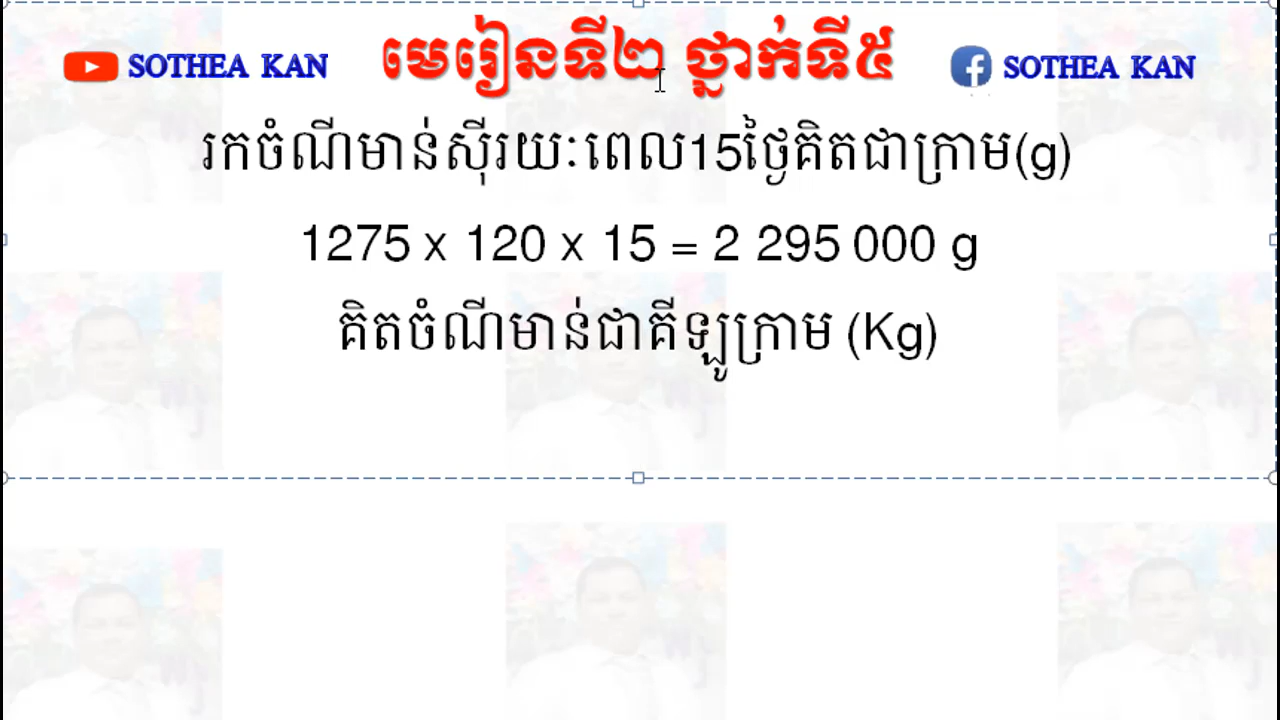 SOTHEA KAN
មេរៀនទី២ ថ្នាក់ទី៥
SOTHEA KAN
រកចំណីមាន់ស៊ីរយៈពេល15ថ្ងៃគិតជាក្រាម(g)
1275 x 120 x 15 = 2 295 000 g
គិតចំណីមាន់ជាគីឡូក្រាម (Kg)